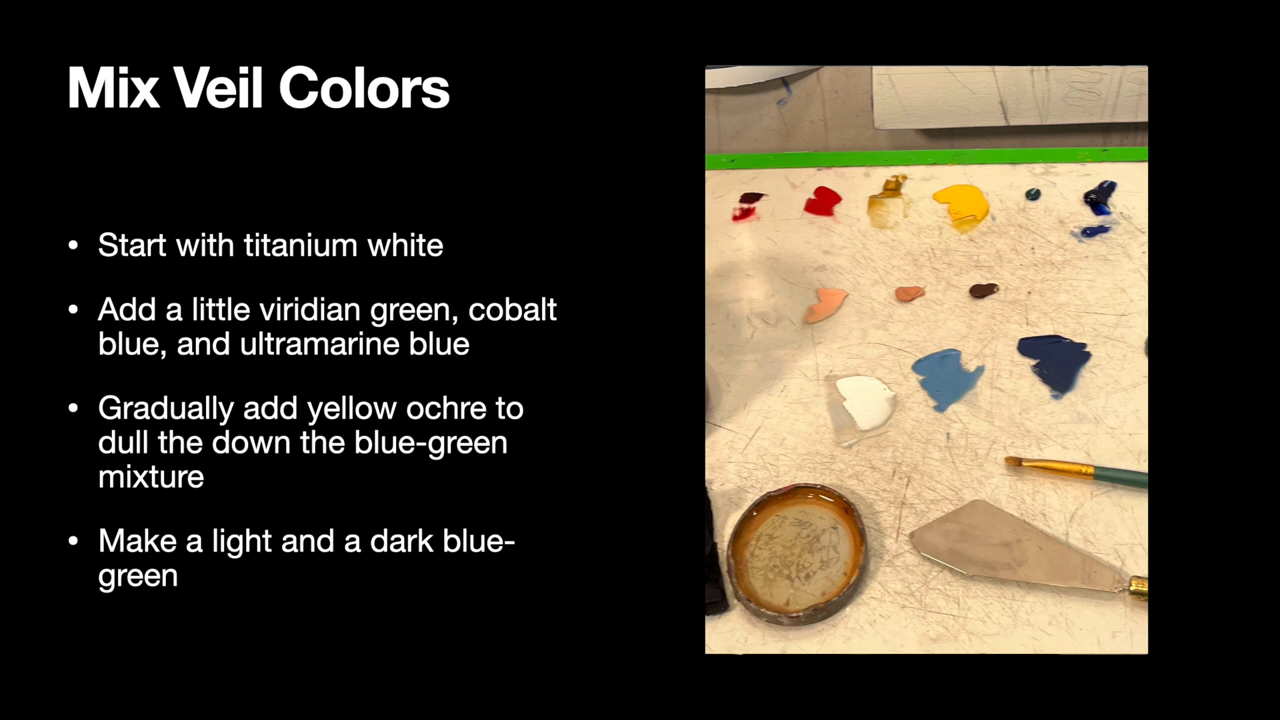 Mix Veil Colors
• Start with titanium white
• Add a little viridian green, cobalt
blue, and ultramarine blue
• Gradually add yellow ochre to
dull the down the blue-green
mixture
• Make a light and a dark blue-
green